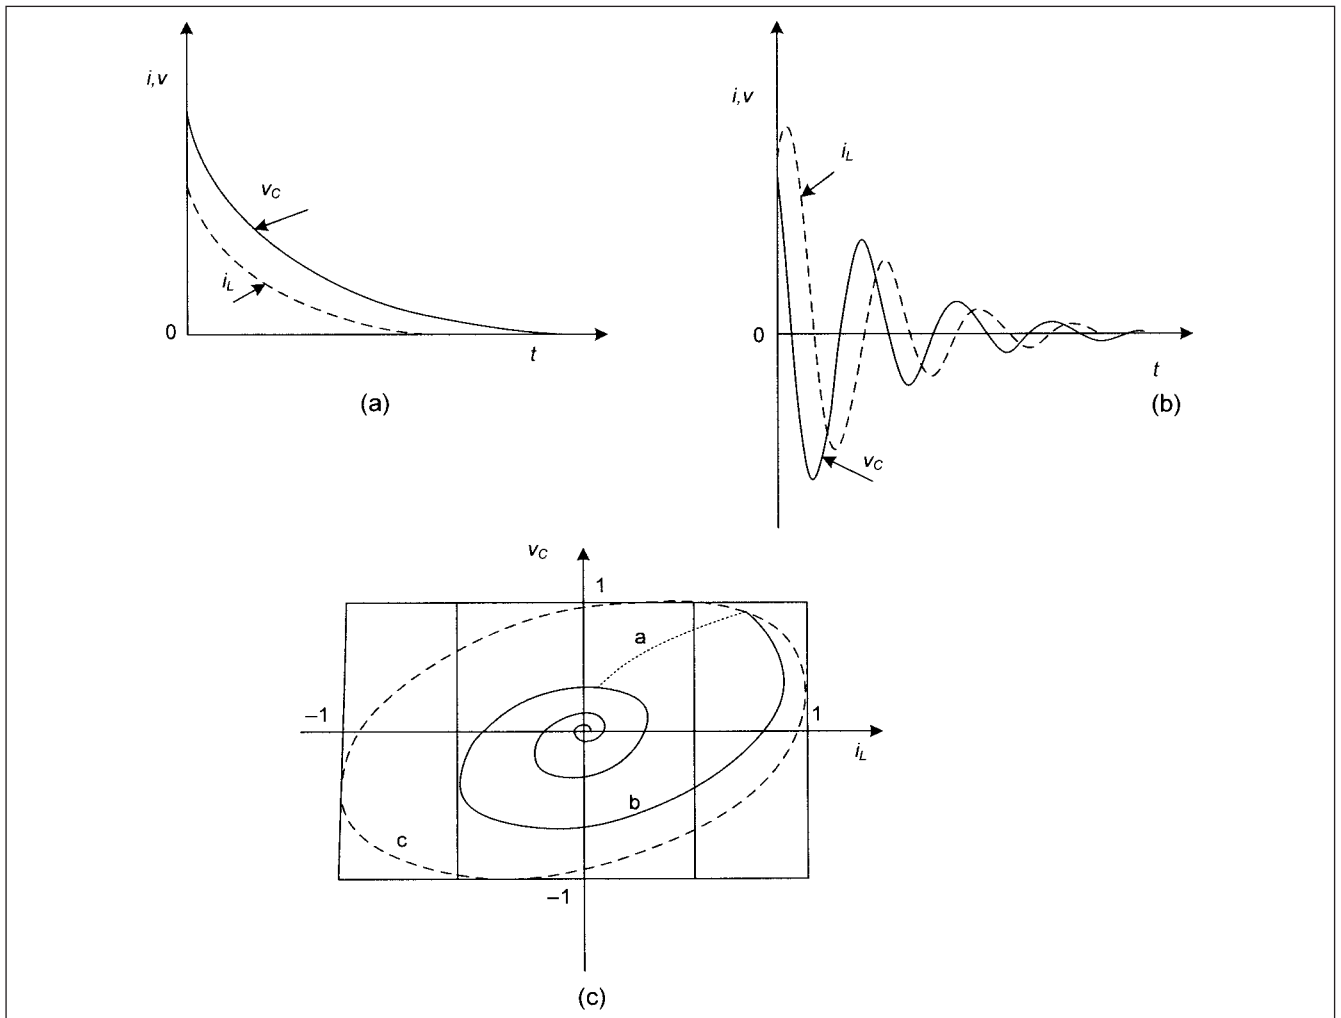 i,v
v_C
i_L
0
t
(a)
i,v
i_L
0
t
v_C
(b)
v_C
1
a
–1
1
i_L
b
c
–1
(c)